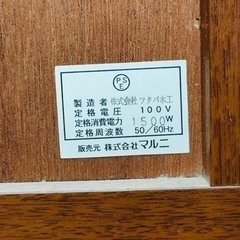 PSE
製造者 株式会社フタバ木工
定格電圧 100V
定格消費電力 1500W
定格周波数 50/60Hz
販売元 株式会社マルニ